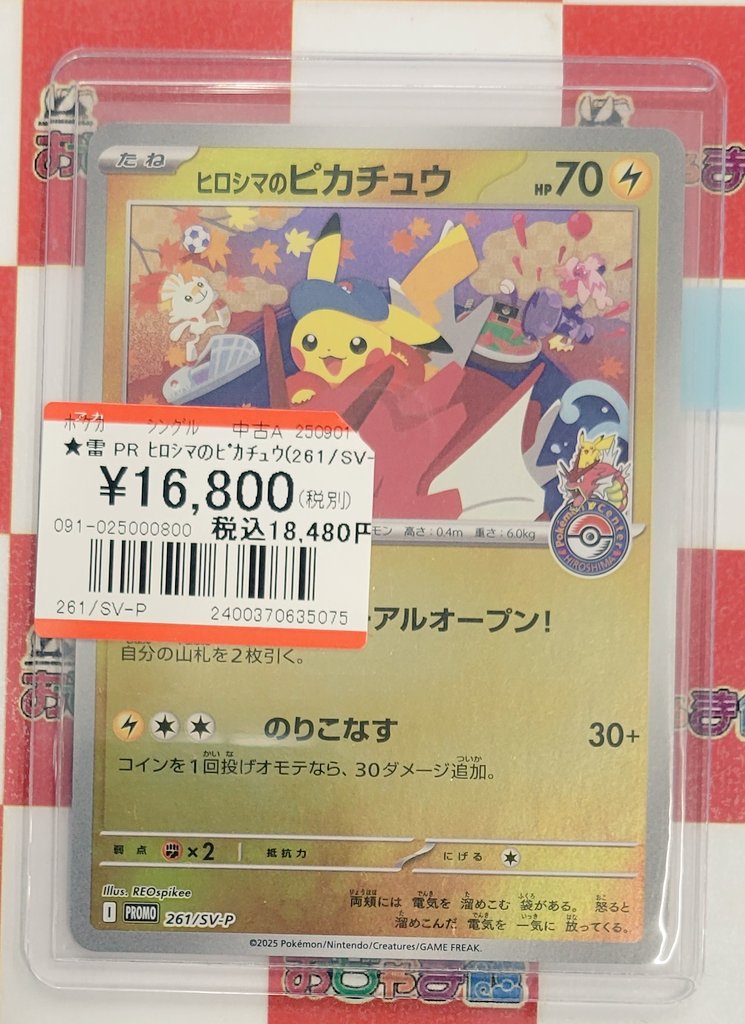 たね
ヒロシマのピカチュウ
HP70
ポケカ シングル 中古A 250901
★雷 PR ヒロシマのピカチュウ(261/SV-
¥16,800(税別)
091-025000800 税込18,480円
261/SV-P 2400370635075
モン 高さ:0.4m 重さ:6.0kg
Pokémon Center
HIROSHIMA
アルオープン!
自分の山札を2枚引く。
のりこなす 30+
コインを1回投げオモテなら、30ダメージ追加。
弱点 ×2 抵抗力 にげる
Illus. REOspikee
両頬には 電気を 溜めこむ 袋がある。 怒ると
溜めこんだ 電気を 一気に 放ってくる。
I PROMO 261/SV-P
©2025 Pokémon/Nintendo/Creatures/GAME FREAK.